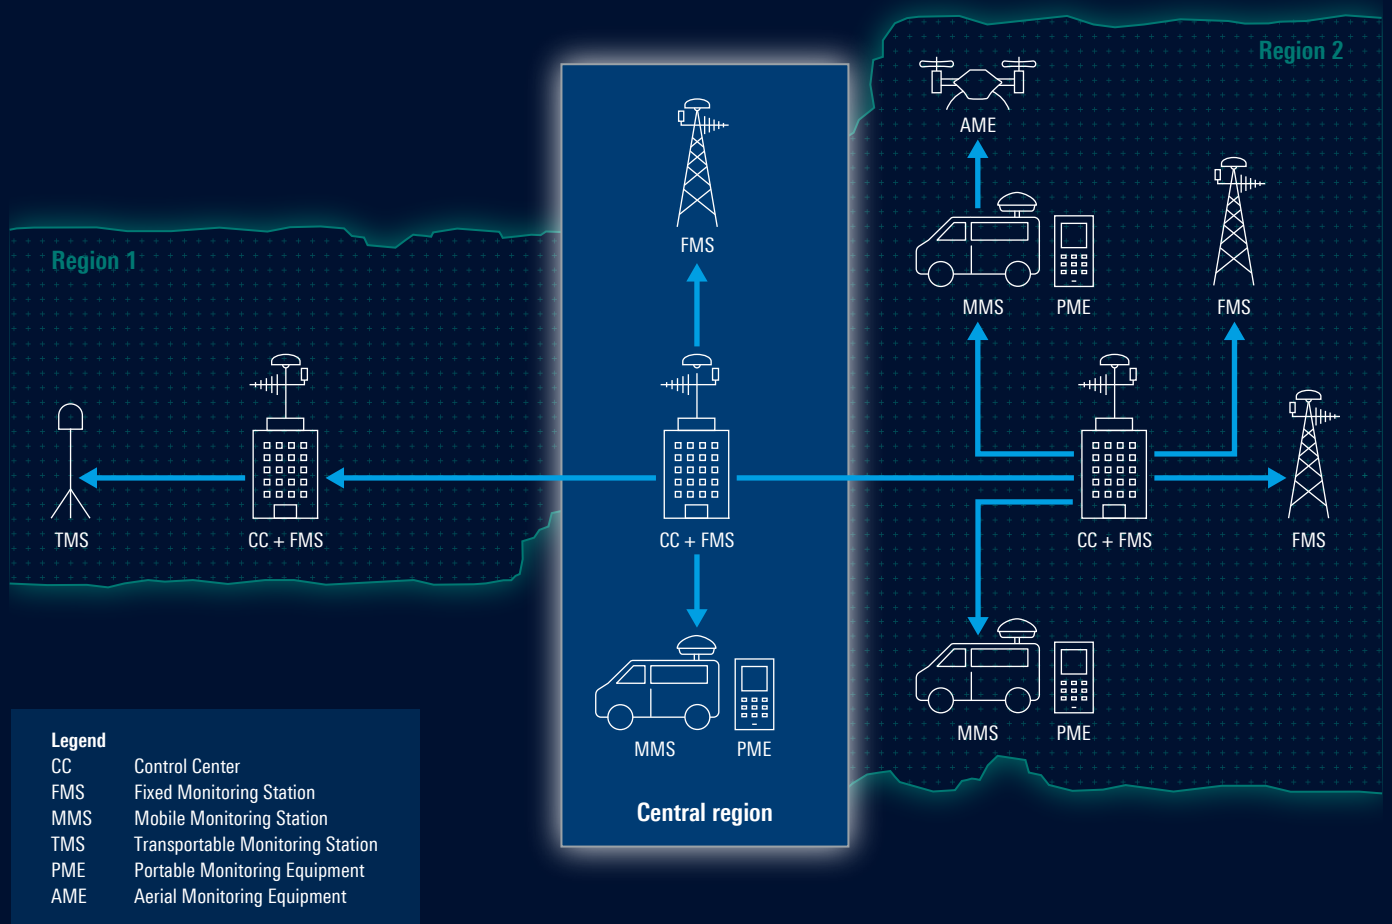 Region 2
AME
FMS
Region 1
MMS
PME
FMS
TMS
CC + FMS
CC + FMS
CC + FMS
FMS
MMS
PME
MMS
PME
Central region
Legend
CC Control Center
FMS Fixed Monitoring Station
MMS Mobile Monitoring Station
TMS Transportable Monitoring Station
PME Portable Monitoring Equipment
AME Aerial Monitoring Equipment